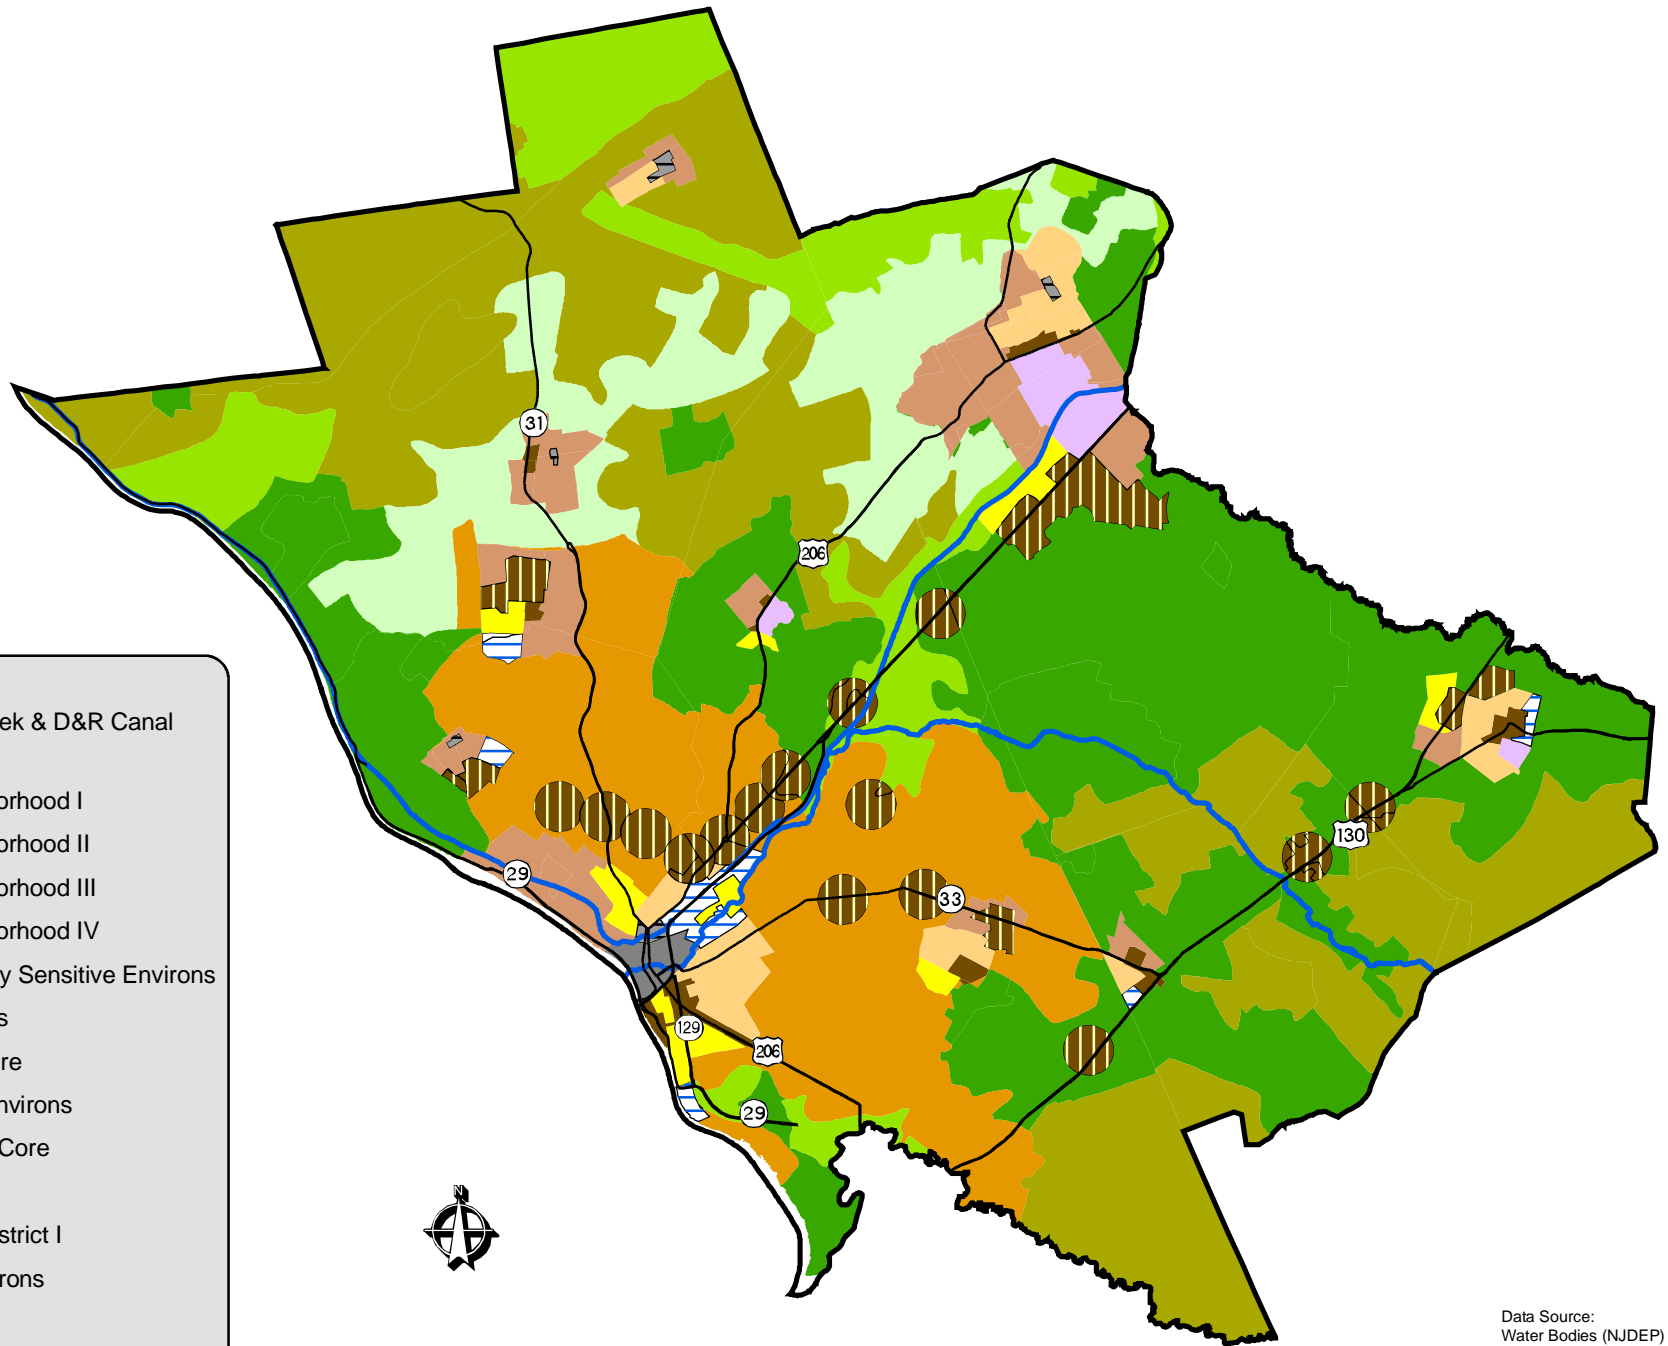 N
31
206
29
33
130
129
206
29
ek & D&R Canal
orhood I
orhood II
orhood III
orhood IV
y Sensitive Environs
s
re
nvirons
Core
strict I
rons
Data Source:
Water Bodies (NJDEP)